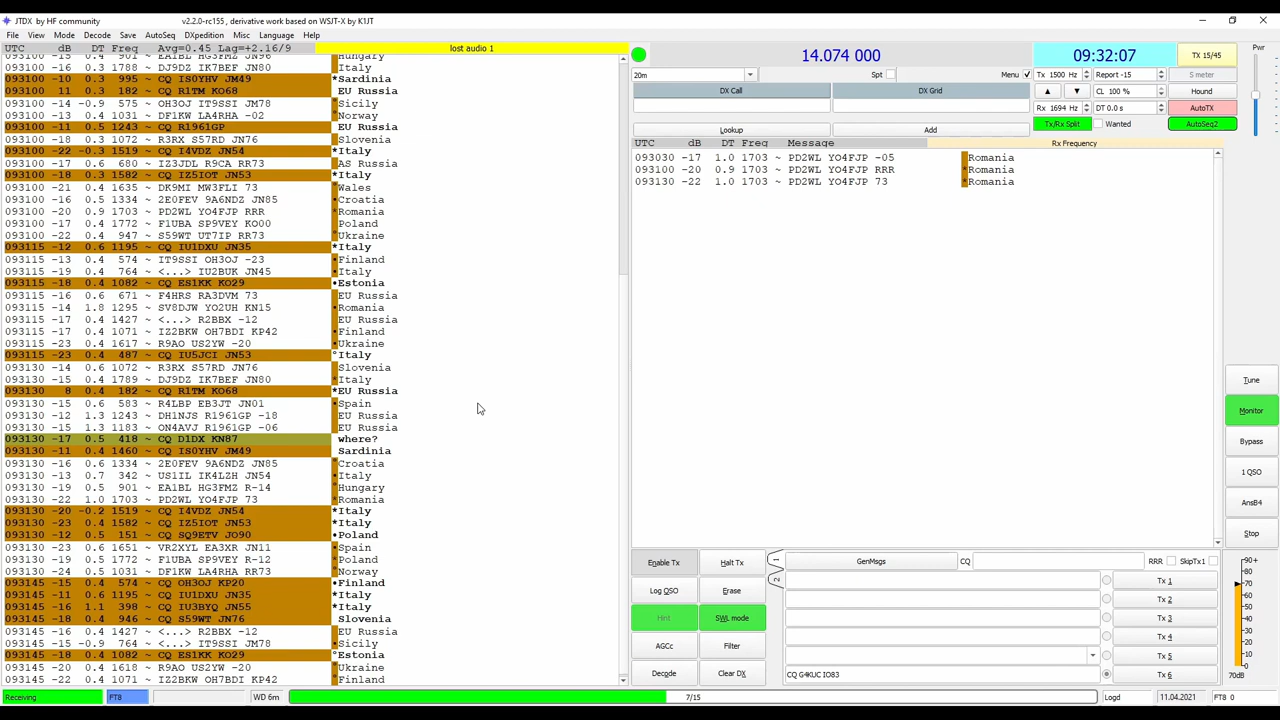 JTDX by HF community v2.2.0-rc155, derivative work based on WSJT-X by K1JT
File View Mode Decode Save AutoSeq DXpedition Misc Language Help
UTC dB DT Freq Avg=0.45 Lag=+2.16/9 lost audio 1
Hungary
093100 16 0.3 1788 ~ DJ9DZ IK7BEF JN80 Italy
093100 -10 0.3 995 ~ CQ IS0YHV JM49 *Sardinia
093100 11 0.3 182 ~ CQ R1TM KO68 EU Russia
093100 -14 -0.9 575 ~ OH3OJ IT9SSI JM78 Sicily
093100 -13 0.4 1031 ~ DF1KW LA4RHA -02 Norway
093100 -11 0.5 1243 ~ CQ R1961GP EU Russia
093100 -18 0.3 1072 ~ R3RX S57RD JN76 Slovenia
093100 -22 -0.3 1519 ~ CQ I4VDZ JN54 *Italy
093100 -17 0.6 680 ~ IZ3JDL R9CA RR73 AS Russia
093100 -18 0.3 1582 ~ CQ IZ5IOT JN53 *Italy
093100 -21 0.4 1635 ~ DK9MI MW3FLI 73 Wales
093100 -16 0.5 1334 ~ 2E0FEV 9A6NDZ JN85 Croatia
093100 -20 0.9 1703 ~ PD2WL YO4FJP RRR Romania
093100 -17 0.4 1772 ~ F1UBA SP9VEY KO00 Poland
093100 -22 0.4 947 ~ S59WT UT7IP RR73 Ukraine
093115 -12 0.6 1195 ~ CQ IU1DXU JN35 *Italy
093115 -13 0.4 574 ~ IT9SSI OH3OJ -23 Finland
093115 -19 0.4 764 ~ <...> IU2BUK JN45 Italy
093115 -18 0.4 1082 ~ CQ ES1KK KO29 •Estonia
093115 -16 0.6 671 ~ F4HRS RA3DVM 73 EU Russia
093115 -14 1.8 1295 ~ SV8DJW YO2UH KN15 Romania
093115 -17 0.4 1427 ~ <...> R2BBX -12 EU Russia
093115 -17 0.4 1071 ~ IZ2BKW OH7BDI KP42 Finland
093115 -23 0.4 1617 ~ R9AO US2YW -20 Ukraine
093115 -23 0.4 487 ~ CQ IU5JCI JN53 °Italy
093130 -14 0.6 1072 ~ R3RX S57RD JN76 Slovenia
093130 -15 0.4 1789 ~ DJ9DZ IK7BEF JN80 Italy
093130 8 0.4 182 ~ CQ R1TM KO68 *EU Russia
093130 -15 0.6 583 ~ R4LBP EB3JT JN01 Spain
093130 -12 1.3 1243 ~ DH1NJS R1961GP -18 EU Russia
093130 -15 1.3 1183 ~ ON4AVJ R1961GP -06 EU Russia
093130 -17 0.5 418 ~ CQ D1DX KN87 where?
093130 -11 0.4 1460 ~ CQ IS0YHV JM49 Sardinia
093130 -16 0.6 1334 ~ 2E0FEV 9A6NDZ JN85 Croatia
093130 -13 0.7 342 ~ US1IL IK4LZH JN54 Italy
093130 -19 0.5 901 ~ EA1BL HG3FMZ R-14 Hungary
093130 -22 1.0 1703 ~ PD2WL YO4FJP 73 Romania
093130 -20 -0.2 1519 ~ CQ I4VDZ JN54 *Italy
093130 -23 0.4 1582 ~ CQ IZ5IOT JN53 *Italy
093130 -12 0.5 151 ~ CQ SQ9ETV JO90 •Poland
093130 -23 0.6 1651 ~ VR2XYL EA3XR JN11 Spain
093130 -19 0.5 1772 ~ F1UBA SP9VEY R-12 Poland
093130 -24 0.5 1031 ~ DF1KW LA4RHA RR73 Norway
093145 -15 0.4 574 ~ CQ OH3OJ KP20 •Finland
093145 -11 0.6 1195 ~ CQ IU1DXU JN35 *Italy
093145 -16 1.1 398 ~ CQ IU3BYQ JN55 *Italy
093145 -18 0.4 946 ~ CQ S59WT JN76 Slovenia
093145 -16 0.4 1427 ~ <...> R2BBX -12 EU Russia
093145 -15 -0.9 764 ~ <...> IT9SSI JM78 Sicily
093145 -18 0.4 1082 ~ CQ ES1KK KO29 °Estonia
093145 -20 0.4 1618 ~ R9AO US2YW -20 Ukraine
093145 -22 0.4 1071 ~ IZ2BKW OH7BDI KP42 Finland
14.074 000 09:32:07 TX 15/45
Pwr
20m Spt Menu Tx 1500 Hz Report -15 S meter
DX Call DX Grid CL 100 % Hound
Rx 1694 Hz DT 0.0 s AutoTX
Lookup Add Tx/Rx Split Wanted AutoSeq2
UTC dB DT Freq Message Rx Frequency
093030 -17 1.0 1703 ~ PD2WL YO4FJP -05 Romania
093100 -20 0.9 1703 ~ PD2WL YO4FJP RRR *Romania
093130 -22 1.0 1703 ~ PD2WL YO4FJP 73 *Romania
Tune
Monitor
Bypass
1 QSO
AnsB4
Stop
Enable Tx Halt Tx 1 GenMsgs CQ RRR SkipTx1
2 Tx 1
Log QSO Erase Tx 2
Hint SWL mode Tx 3
Tx 4
AGCc Filter Tx 5
Decode Clear DX CQ G4KUC IO83 Tx 6
90+
80
70
60
50
40
30
20
10
0
70dB
Receiving FT8 WD 6m 7/15 Logd 11.04.2021 FT8 0